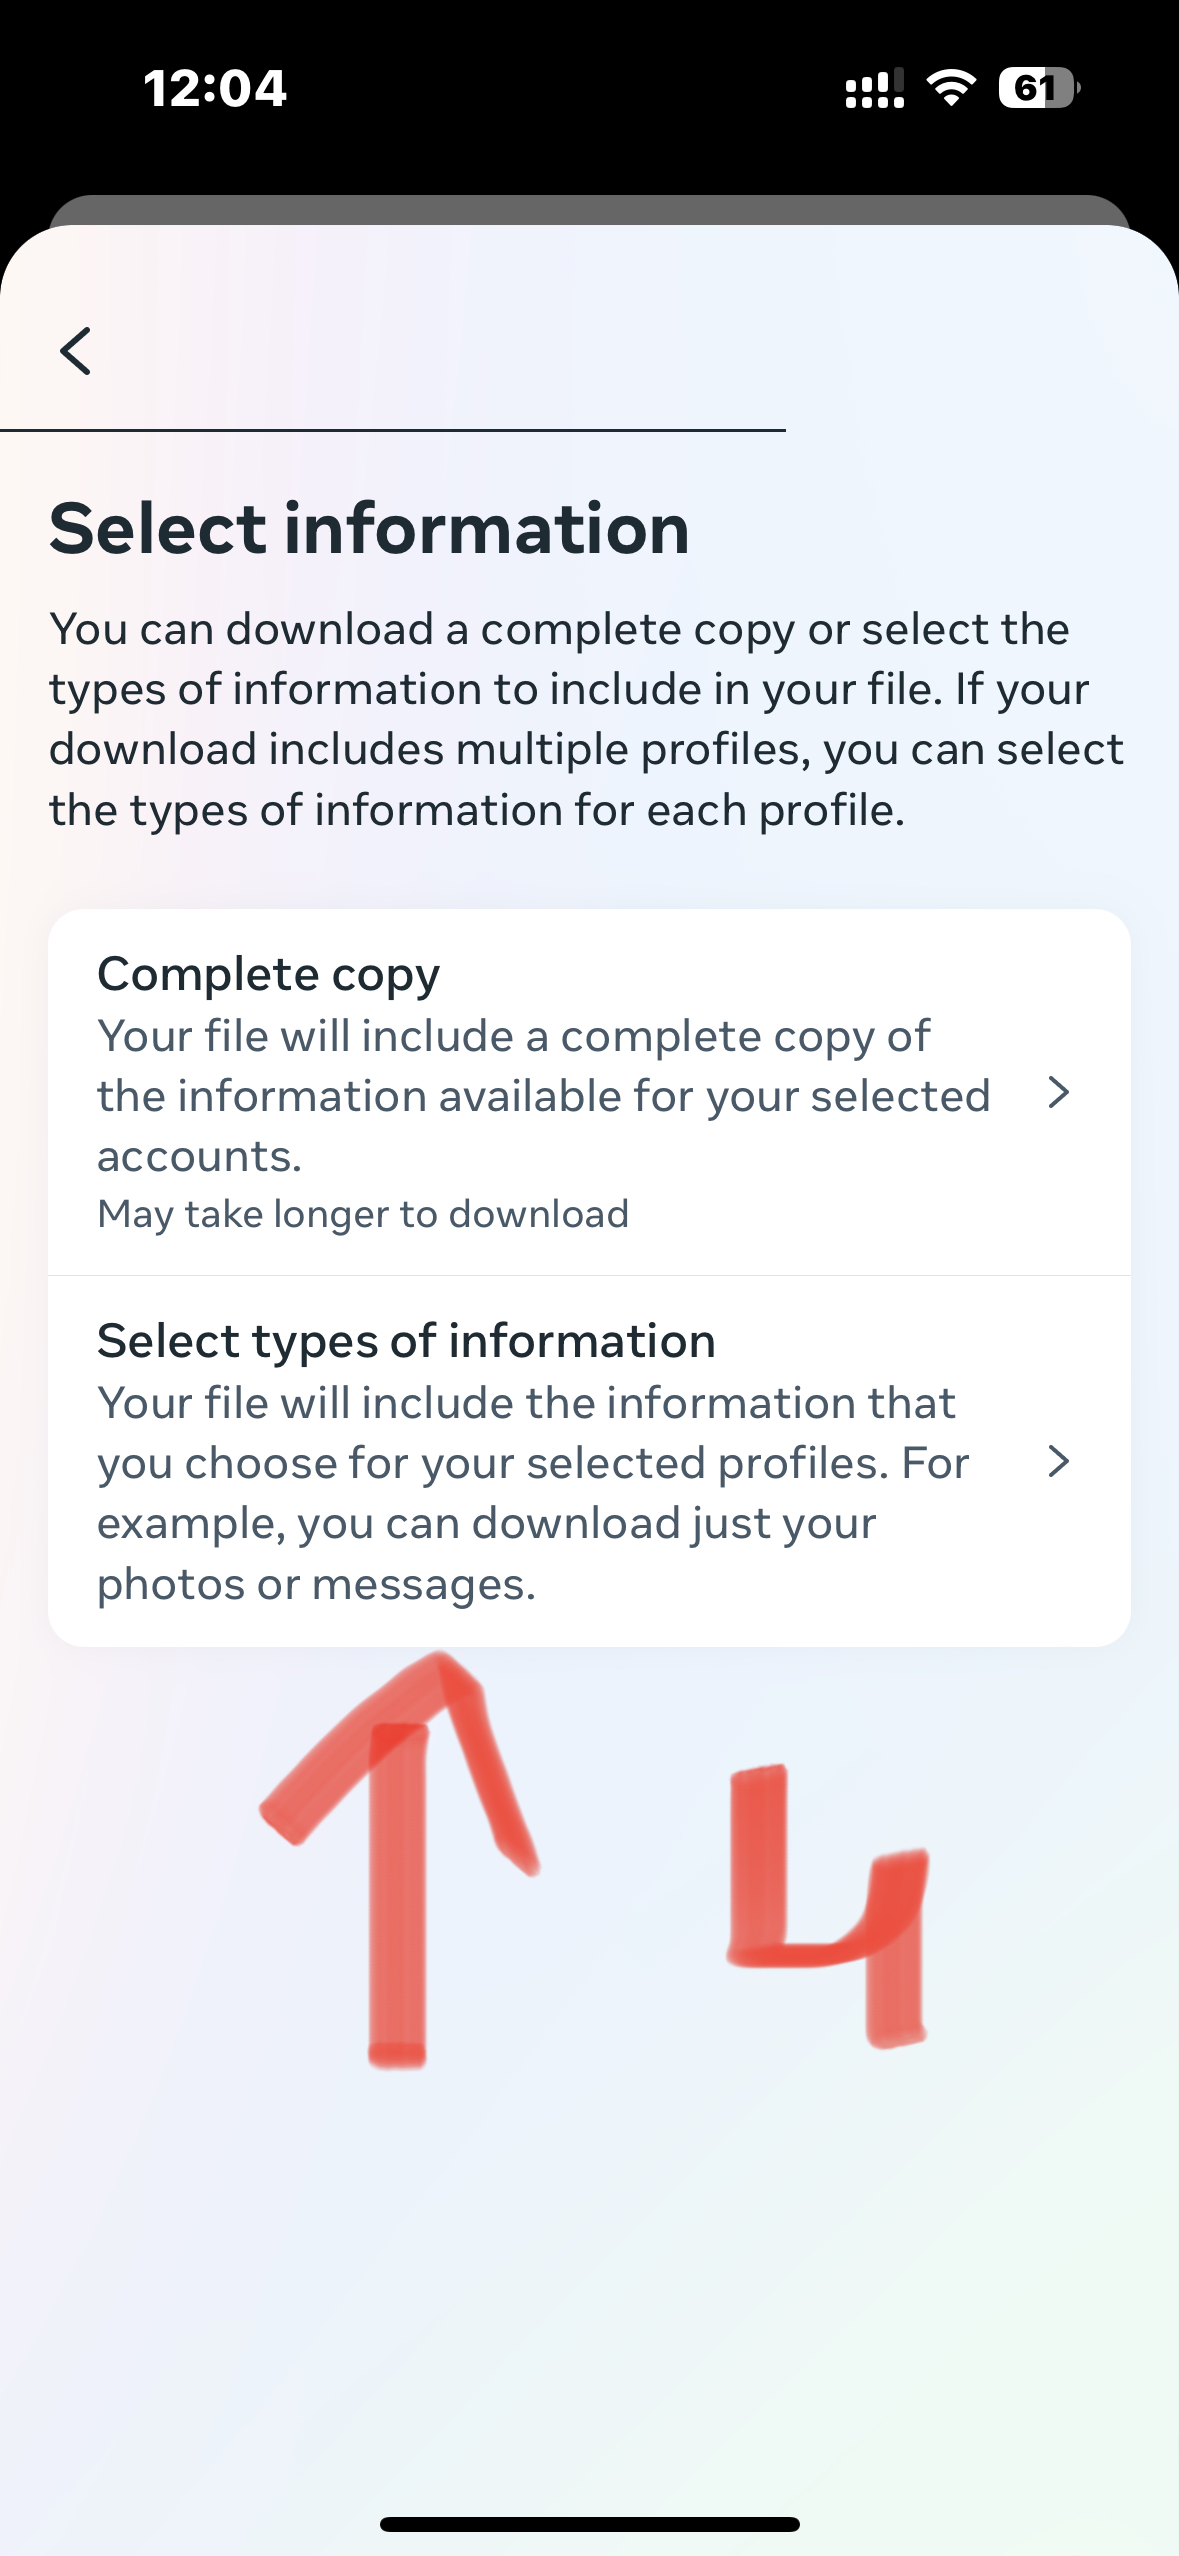 12:04
61
Select information
You can download a complete copy or select the
types of information to include in your file. If your
download includes multiple profiles, you can select
the types of information for each profile.
Complete copy
Your file will include a complete copy of
the information available for your selected
accounts.
May take longer to download
Select types of information
Your file will include the information that
you choose for your selected profiles. For
example, you can download just your
photos or messages.
4